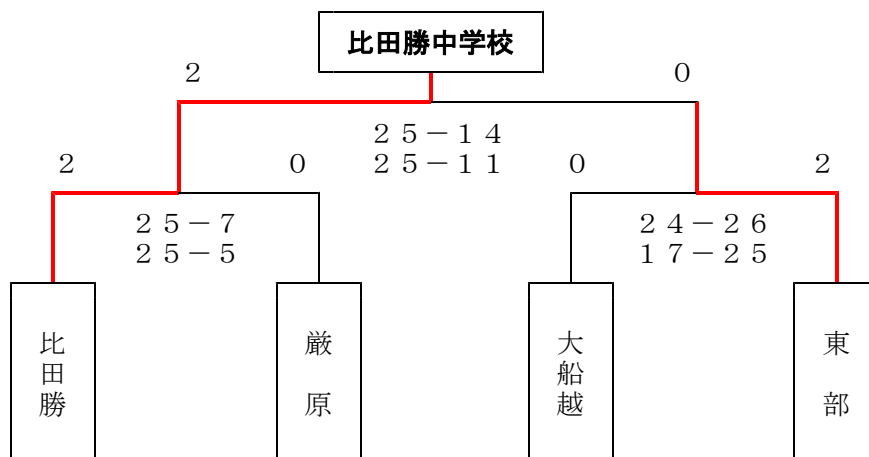 比田勝中学校
２
０
２５－１４
２５－１１
２
０
０
２
２５－７
２５－５
２４－２６
１７－２５
比田勝
厳原
大船越
東部